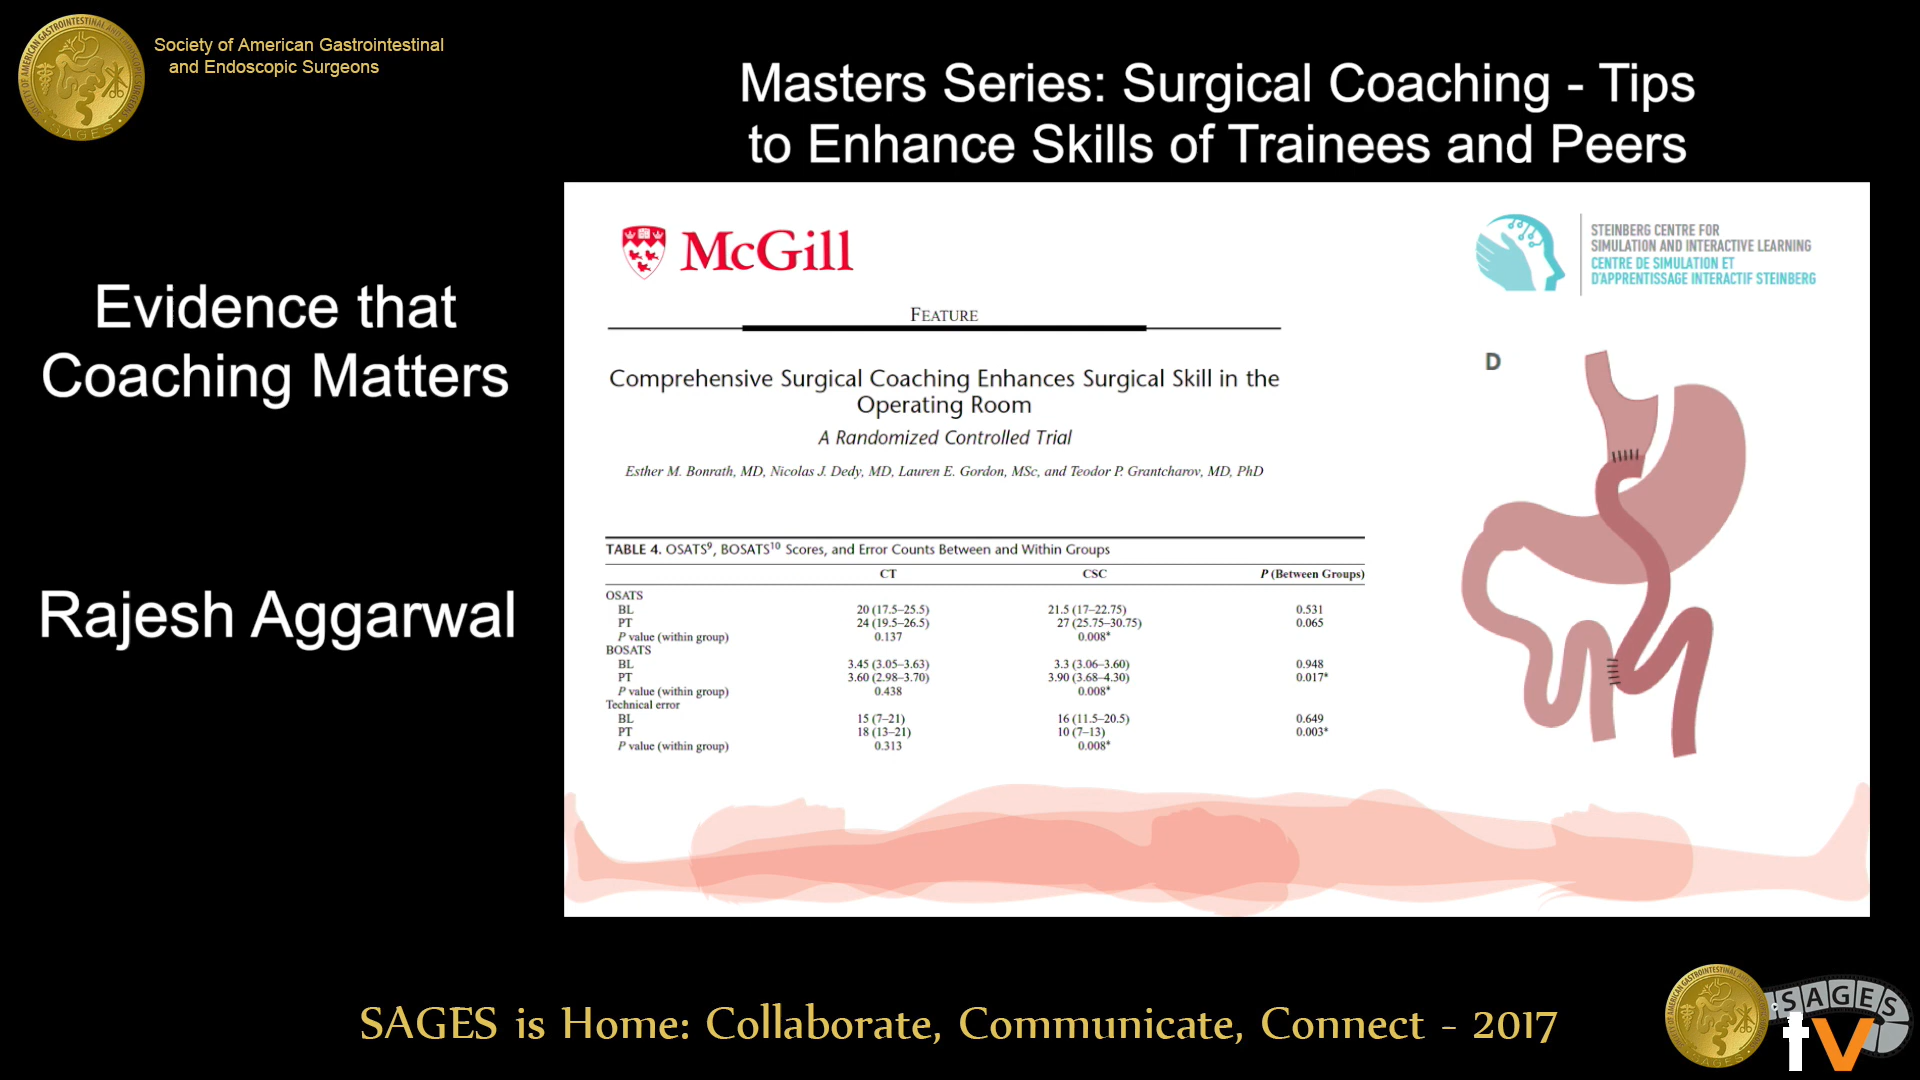 Society of American Gastrointestinal
and Endoscopic Surgeons
Masters Series: Surgical Coaching - Tips
to Enhance Skills of Trainees and Peers
Evidence that
Coaching Matters
Rajesh Aggarwal
McGill
STEINBERG CENTRE FOR
SIMULATION AND INTERACTIVE LEARNING
CENTRE DE SIMULATION ET
D'APPRENTISSAGE INTERACTIF STEINBERG
FEATURE
Comprehensive Surgical Coaching Enhances Surgical Skill in the
Operating Room
A Randomized Controlled Trial
Esther M. Bonrath, MD, Nicolas J. Dedy, MD, Lauren E. Gordon, MSc, and Teodor P. Grantcharov, MD, PhD
D
TABLE 4. OSATS⁹, BOSATS¹⁰ Scores, and Error Counts Between and Within Groups
CT CSC P (Between Groups)
OSATS
BL 20 (17.5–25.5) 21.5 (17–22.75) 0.531
PT 24 (19.5–26.5) 27 (25.75–30.75) 0.065
P value (within group) 0.137 0.008*
BOSATS
BL 3.45 (3.05–3.63) 3.3 (3.06–3.60) 0.948
PT 3.60 (2.98–3.70) 3.90 (3.68–4.30) 0.017*
P value (within group) 0.438 0.008*
Technical error
BL 15 (7–21) 16 (11.5–20.5) 0.649
PT 18 (13–21) 10 (7–13) 0.003*
P value (within group) 0.313 0.008*
SAGES is Home: Collaborate, Communicate, Connect - 2017
SAGES
tv